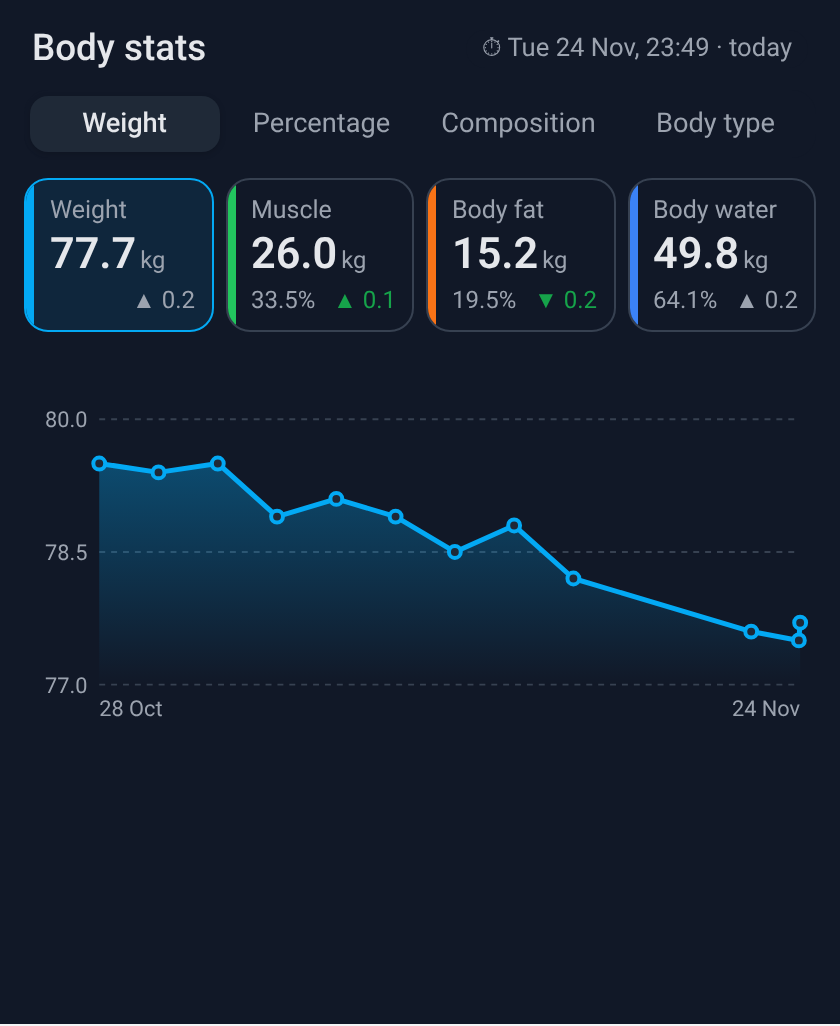 Body stats
⏱ Tue 24 Nov, 23:49 · today
Weight Percentage Composition Body type
Weight
77.7 kg
▲ 0.2
Muscle
26.0 kg
33.5% ▲ 0.1
Body fat
15.2 kg
19.5% ▼ 0.2
Body water
49.8 kg
64.1% ▲ 0.2
80.0
78.5
77.0
28 Oct 24 Nov